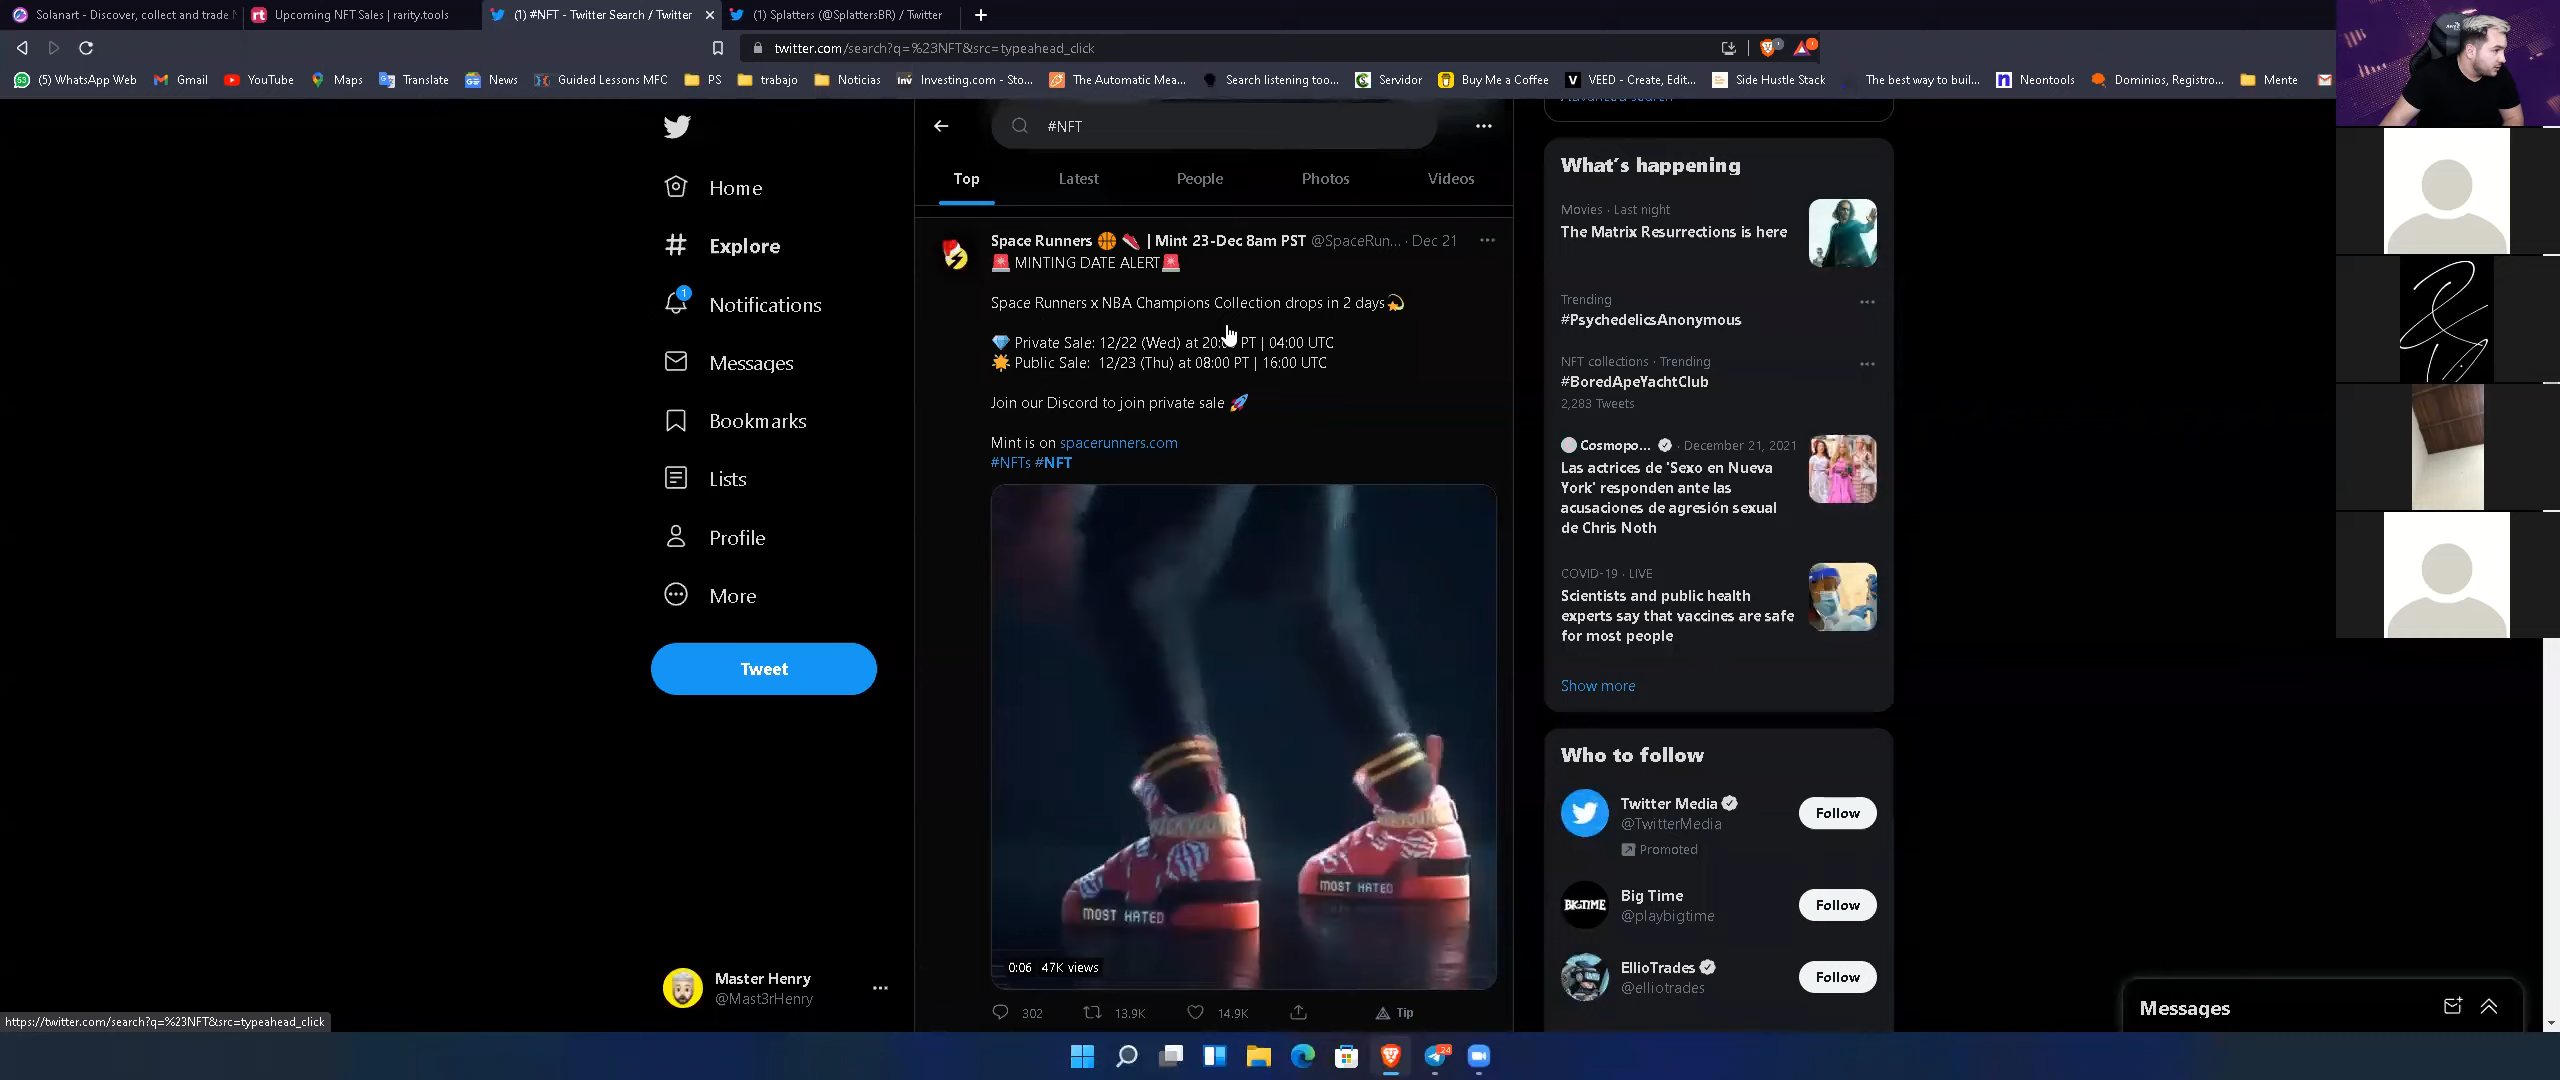 Solanart - Discover, collect and trade N
Upcoming NFT Sales | rarity.tools
(1) #NFT - Twitter Search / Twitter
(1) Splatters (@SplattersBR) / Twitter
twitter.com/search?q=%23NFT&src=typeahead_click
(5) WhatsApp Web
Gmail
YouTube
Maps
Translate
News
Guided Lessons MFC
PS
trabajo
Noticias
Investing.com - Sto...
The Automatic Mea...
Search listening too...
Servidor
Buy Me a Coffee
VEED - Create, Edit...
Side Hustle Stack
The best way to buil...
Neontools
Dominios, Registro...
Mente
Home
Explore
Notifications
1
Messages
Bookmarks
Lists
Profile
More
Tweet
Master Henry
@Mast3rHenry
https://twitter.com/search?q=%23NFT&src=typeahead_click
#NFT
Top
Latest
People
Photos
Videos
Space Runners 🏀 👟 | Mint 23-Dec 8am PST @SpaceRun... · Dec 21
🚨 MINTING DATE ALERT🚨
Space Runners x NBA Champions Collection drops in 2 days💫
💎 Private Sale: 12/22 (Wed) at 20: PT | 04:00 UTC
🌟 Public Sale: 12/23 (Thu) at 08:00 PT | 16:00 UTC
Join our Discord to join private sale 🚀
Mint is on spacerunners.com
#NFTs #NFT
MOST HATED
MOST HATED
0:06 47K views
302
13.9K
14.9K
Tip
What's happening
Movies · Last night
The Matrix Resurrections is here
Trending
#PsychedelicsAnonymous
NFT collections · Trending
#BoredApeYachtClub
2,283 Tweets
Cosmopo... · December 21, 2021
Las actrices de 'Sexo en Nueva
York' responden ante las
acusaciones de agresión sexual
de Chris Noth
COVID-19 · LIVE
Scientists and public health
experts say that vaccines are safe
for most people
Show more
Who to follow
Twitter Media
@TwitterMedia
Promoted
Follow
BIGTIME
Big Time
@playbigtime
Follow
EllioTrades
@elliotrades
Follow
Messages
24